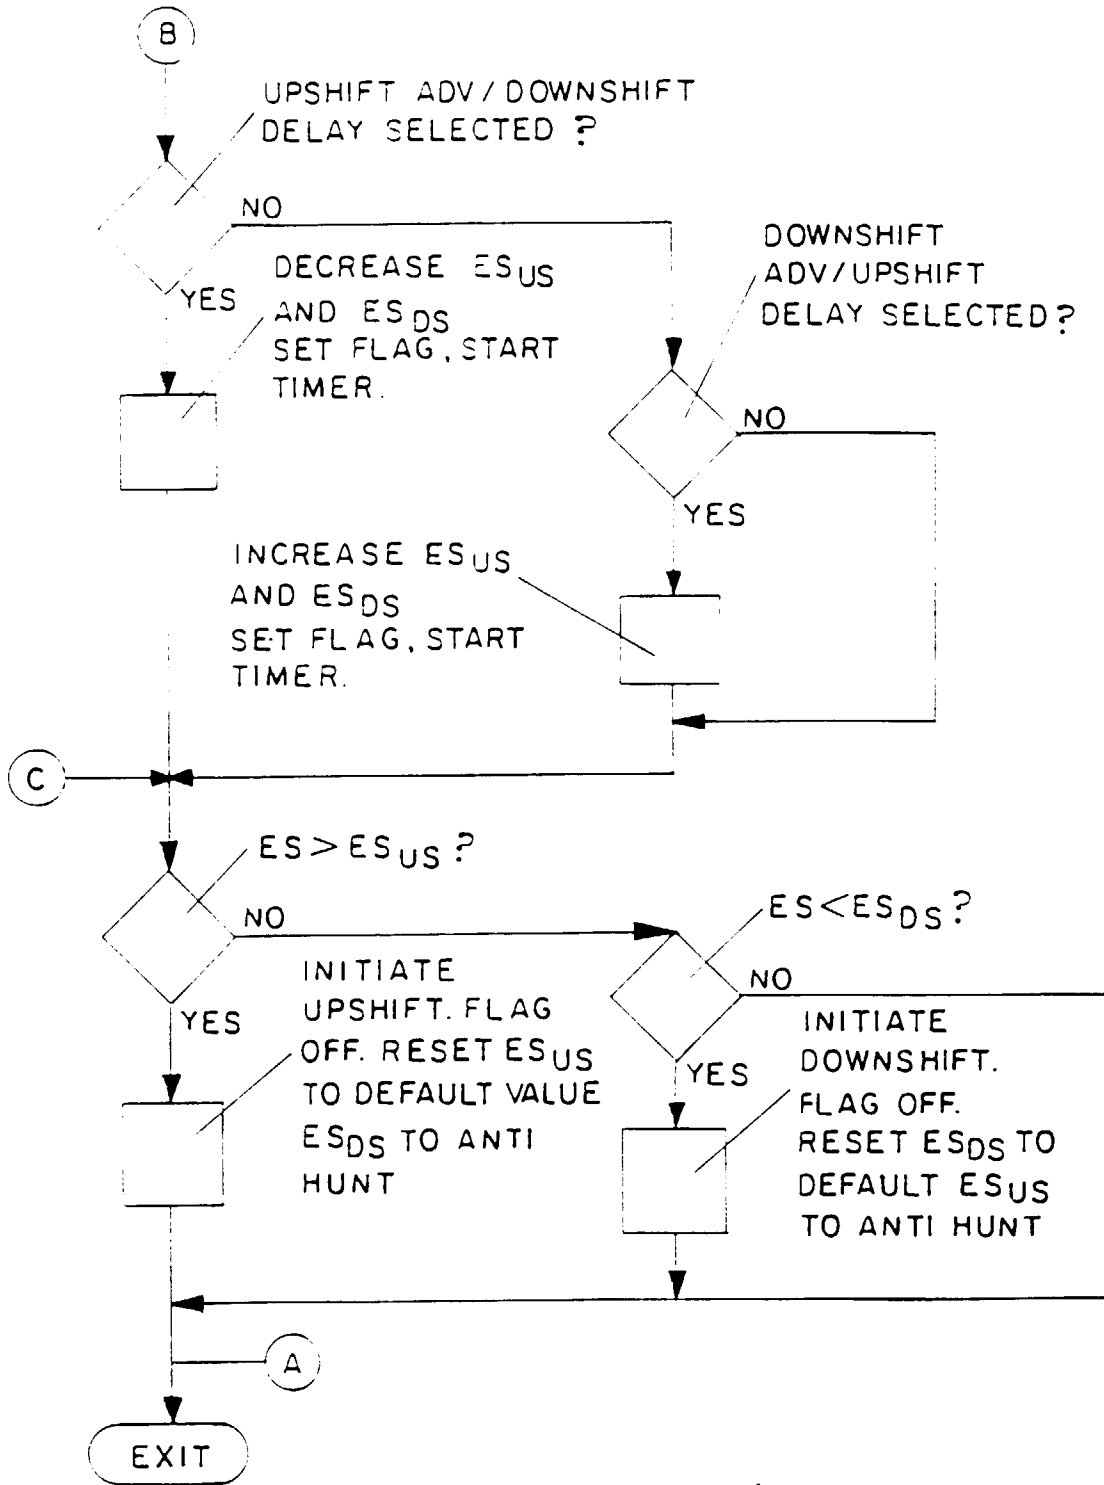 B
UPSHIFT ADV/DOWNSHIFT
DELAY SELECTED ?
NO
YES
DECREASE ESUS
AND ESDS
SET FLAG, START
TIMER.
DOWNSHIFT
ADV/UPSHIFT
DELAY SELECTED?
NO
YES
INCREASE ESUS
AND ESDS
SET FLAG, START
TIMER.
C
ES>ESUS?
NO
YES
INITIATE
UPSHIFT. FLAG
OFF. RESET ESUS
TO DEFAULT VALUE
ESDS TO ANTI
HUNT
ES<ESDS?
NO
YES
INITIATE
DOWNSHIFT.
FLAG OFF.
RESET ESDS TO
DEFAULT ESUS
TO ANTI HUNT
A
EXIT